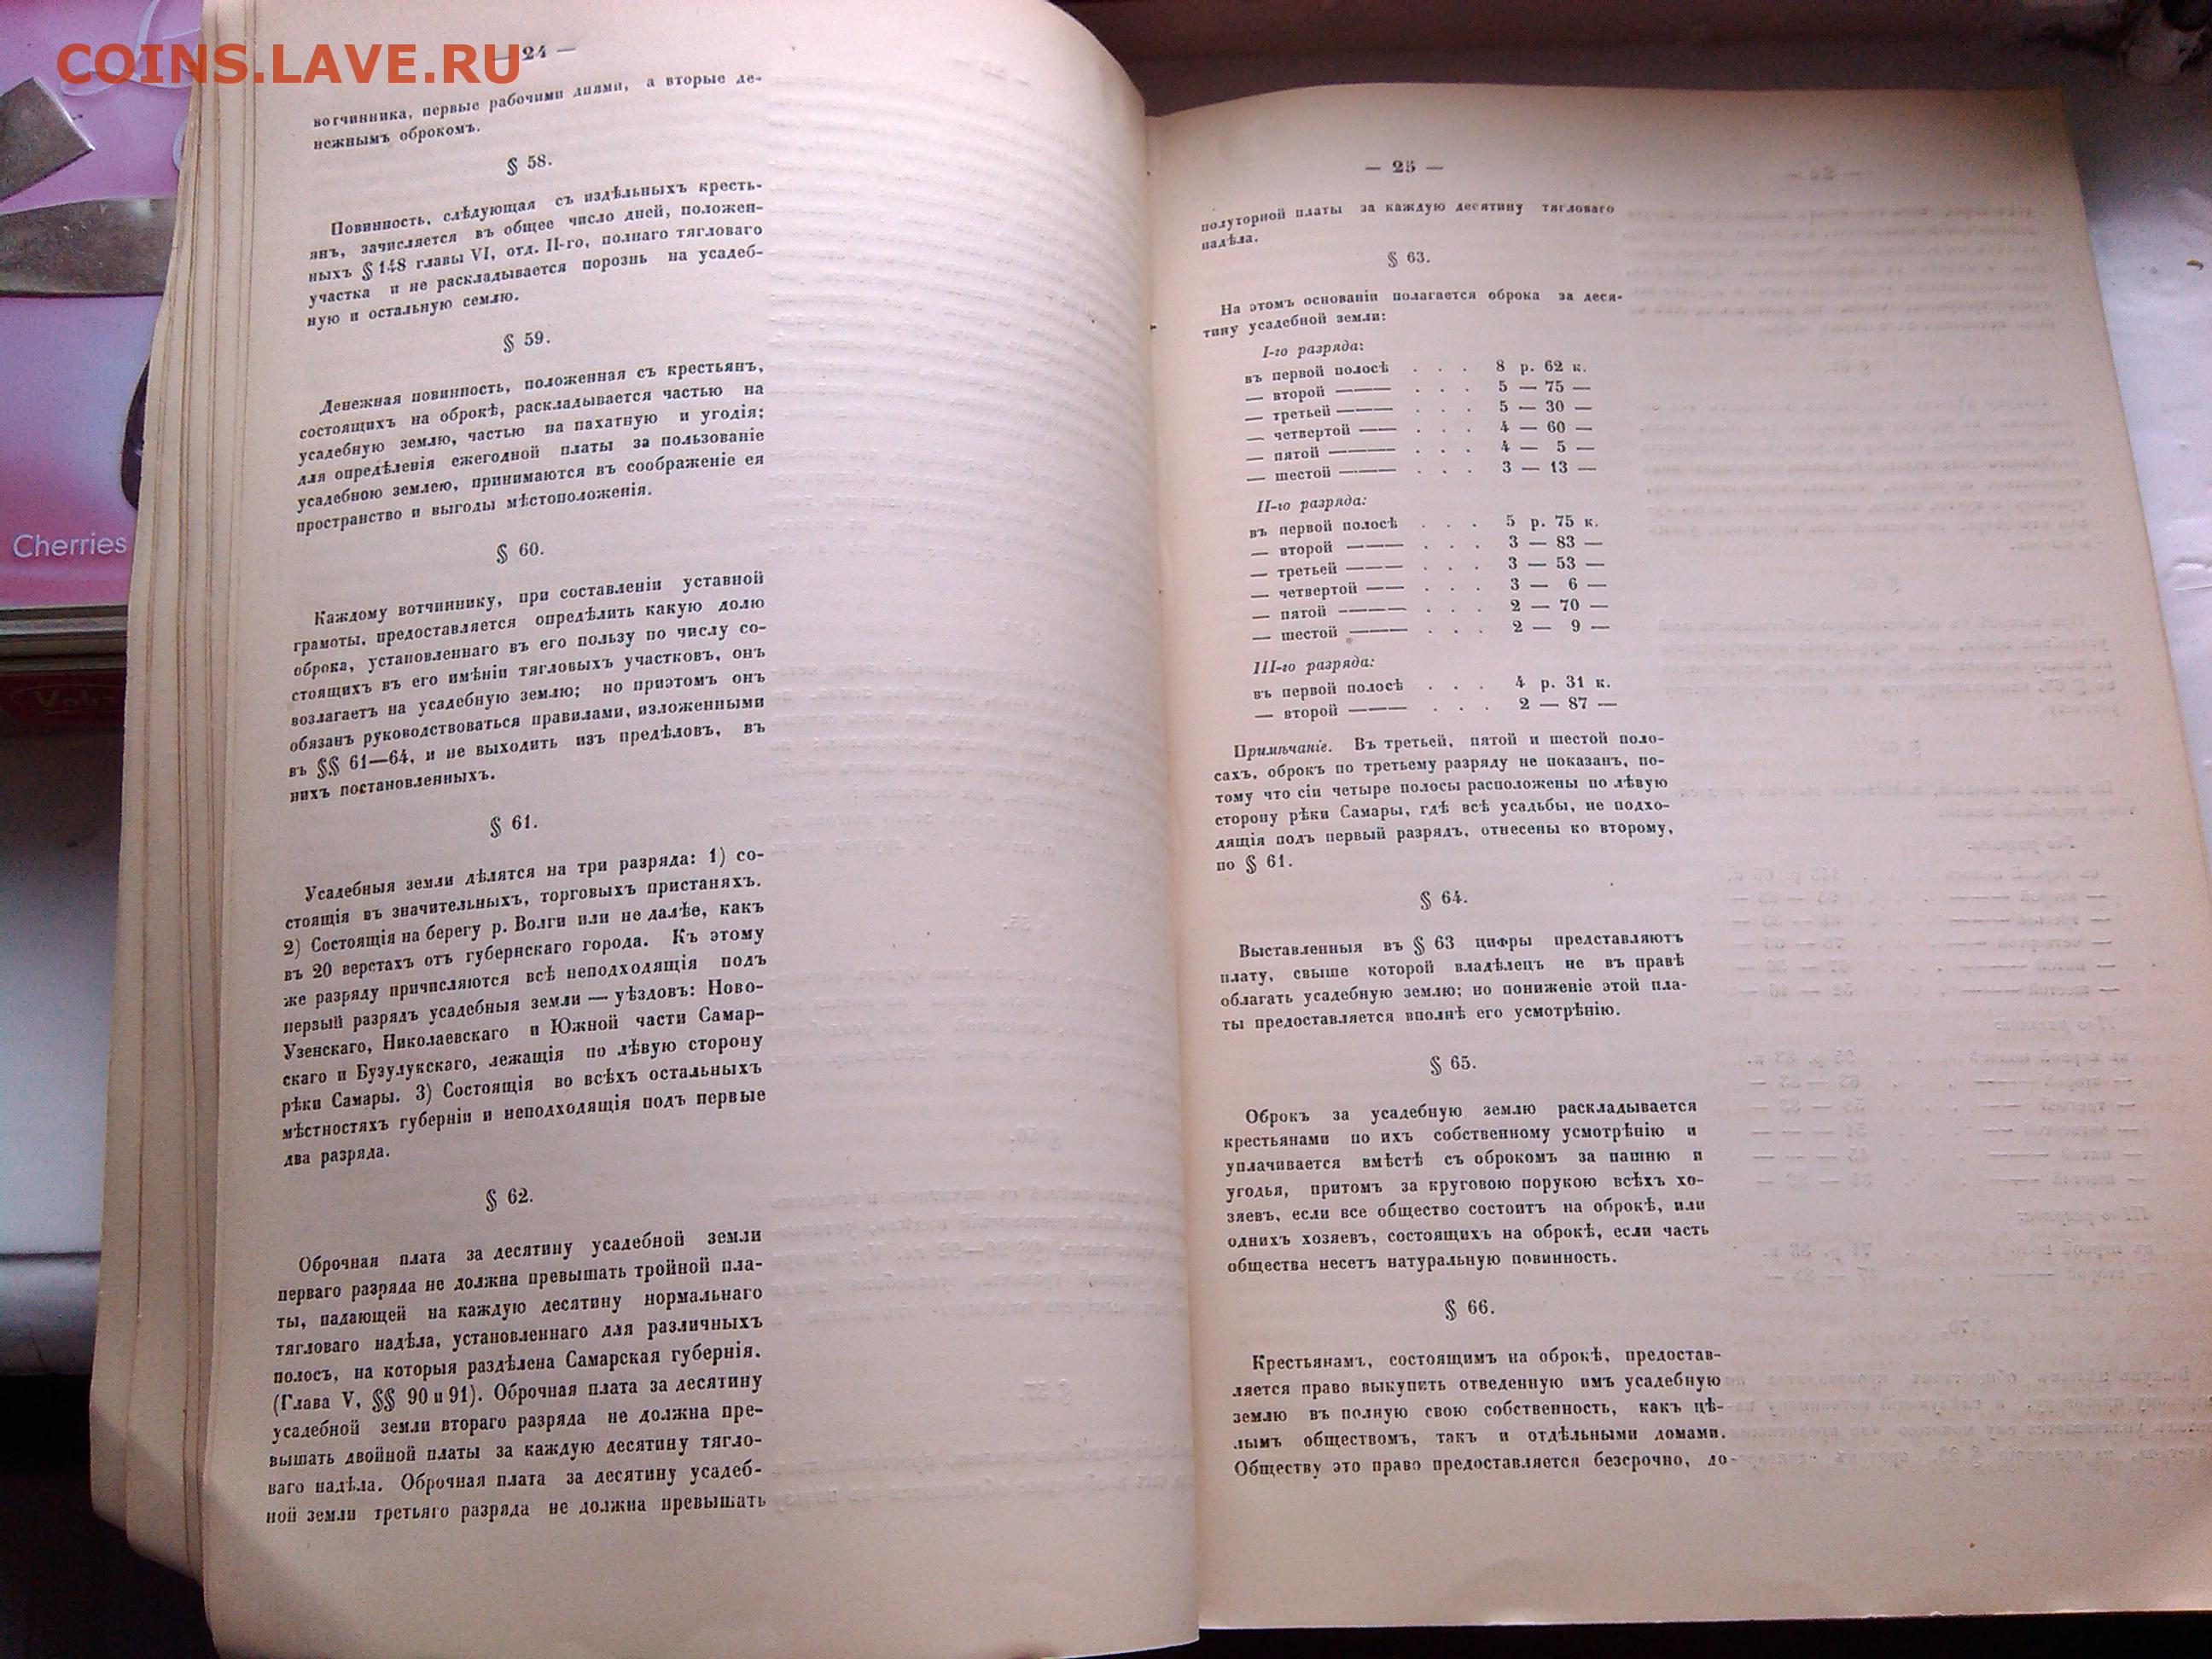 COINS.LAVE.RU
Cherries
24 —
вотчинника, первые рабочими днями, а вторые де-
нежнымъ оброкомъ.
§ 58.
Повинность, слѣдующая съ издѣльныхъ кресть-
янъ, зачисляется въ общее число дней, положен-
ныхъ § 148 главы VI, отд. II-го, полнаго тягловаго
участка и не раскладывается порознь на усадеб-
ную и остальную семлю.
§ 59.
Денежная повинность, положенная съ крестьянъ,
состоящихъ на оброкѣ, раскладывается частью на
усадебную землю, частью на пахатную и угодія;
для опредѣленія ежегодной платы за пользованіе
усадебною землею, принимаются въ соображеніе ея
пространство и выгоды мѣстоположенія.
§ 60.
Каждому вотчиннику, при составленіи уставной
грамоты, предоставляется опредѣлить какую долю
оброка, установленнаго въ его пользу по числу со-
стоящихъ въ его имѣніи тягловыхъ участковъ, онъ
возлагаетъ на усадебную землю; но приэтомъ онъ
обязанъ руководствоваться правилами, изложенными
въ §§ 61—64, и не выходить изъ предѣловъ, въ
нихъ постановленныхъ.
§ 61.
Усадебныя земли дѣлятся на три разряда: 1) со-
стоящія въ значительныхъ, торговыхъ пристаняхъ.
2) Состоящія на берегу р. Волги или не далѣе, какъ
въ 20 верстахъ отъ губернскаго города. Къ этому
же разряду причисляются всѣ неподходящія подъ
первый разрядъ усадебныя земли — уѣздовъ: Ново-
Узенскаго, Николаевскаго и Южной части Самар-
скаго и Бузулукскаго, лежащія по лѣвую сторону
рѣки Самары. 3) Состоящія во всѣхъ остальныхъ
мѣстностяхъ губерніи и неподходящія подъ первые
два разряда.
§ 62.
Оброчная плата за десятину усадебной земли
перваго разряда не должна превышать тройной пла-
ты, падающей на каждую десятину нормальнаго
тягловаго надѣла, установленнаго для различныхъ
полосъ, на которыя раздѣлена Самарская губернія.
(Глава V, §§ 90 и 91). Оброчная плата за десятину
усадебной земли втораго разряда не должна пре-
вышать двойной платы за каждую десятину тягло-
ваго надѣла. Оброчная плата за десятину усадеб-
ной земли третьяго разряда не должна превышать
— 25 —
полуторной платы за каждую десятину тягловаго
надѣла.
§ 63.
На этомъ основаніи полагается оброка за деся-
тину усадебной земли:
I-го разряда:
въ первой полосѣ . . . 8 р. 62 к.
— второй ——— . . . 5 — 75 —
— третьей ——— . . . 5 — 30 —
— четвертой —— . . . 4 — 60 —
— пятой ——— . . . 4 — 5 —
— шестой ——— . . . 3 — 13 —
II-го разряда:
въ первой полосѣ . . . 5 р. 75 к.
— второй ——— . . . 3 — 83 —
— третьей ——— . . . 3 — 53 —
— четвертой —— . . . 3 — 6 —
— пятой ——— . . . 2 — 70 —
— шестой ——— . . . 2 — 9 —
III-го разряда:
въ первой полосѣ . . . 4 р. 31 к.
— второй ——— . . . 2 — 87 —
Примѣчаніе. Въ третьей, пятой и шестой поло-
сахъ, оброкъ по третьему разряду не показанъ, по-
тому что сіи четыре полосы расположены по лѣвую
сторону рѣки Самары, гдѣ всѣ усадьбы, не подхо-
дящія подъ первый разрядъ, отнесены ко второму,
по § 61.
§ 64.
Выставленныя въ § 63 цифры представляютъ
плату, свыше которой владѣлецъ не въ правѣ
облагать усадебную землю; но пониженіе этой пла-
ты предоставляется вполнѣ его усмотрѣнію.
§ 65.
Оброкъ за усадебную землю раскладывается
крестьянами по ихъ собственному усмотрѣнію и
уплачивается вмѣстѣ съ оброкомъ за пашню и
угодья, притомъ за круговою порукою всѣхъ хо-
зяевъ, если все общество состоитъ на оброкѣ, или
однихъ хозяевъ, состоящихъ на оброкѣ, если часть
общества несетъ натуральную повинность.
§ 66.
Крестьянамъ, состоящимъ на оброкѣ, предостав-
ляется право выкупить отведенную имъ усадебную
землю въ полную свою собственность, какъ цѣ-
лымъ обществомъ, такъ и отдѣльными домами.
Обществу это право предоставляется безсрочно, до-